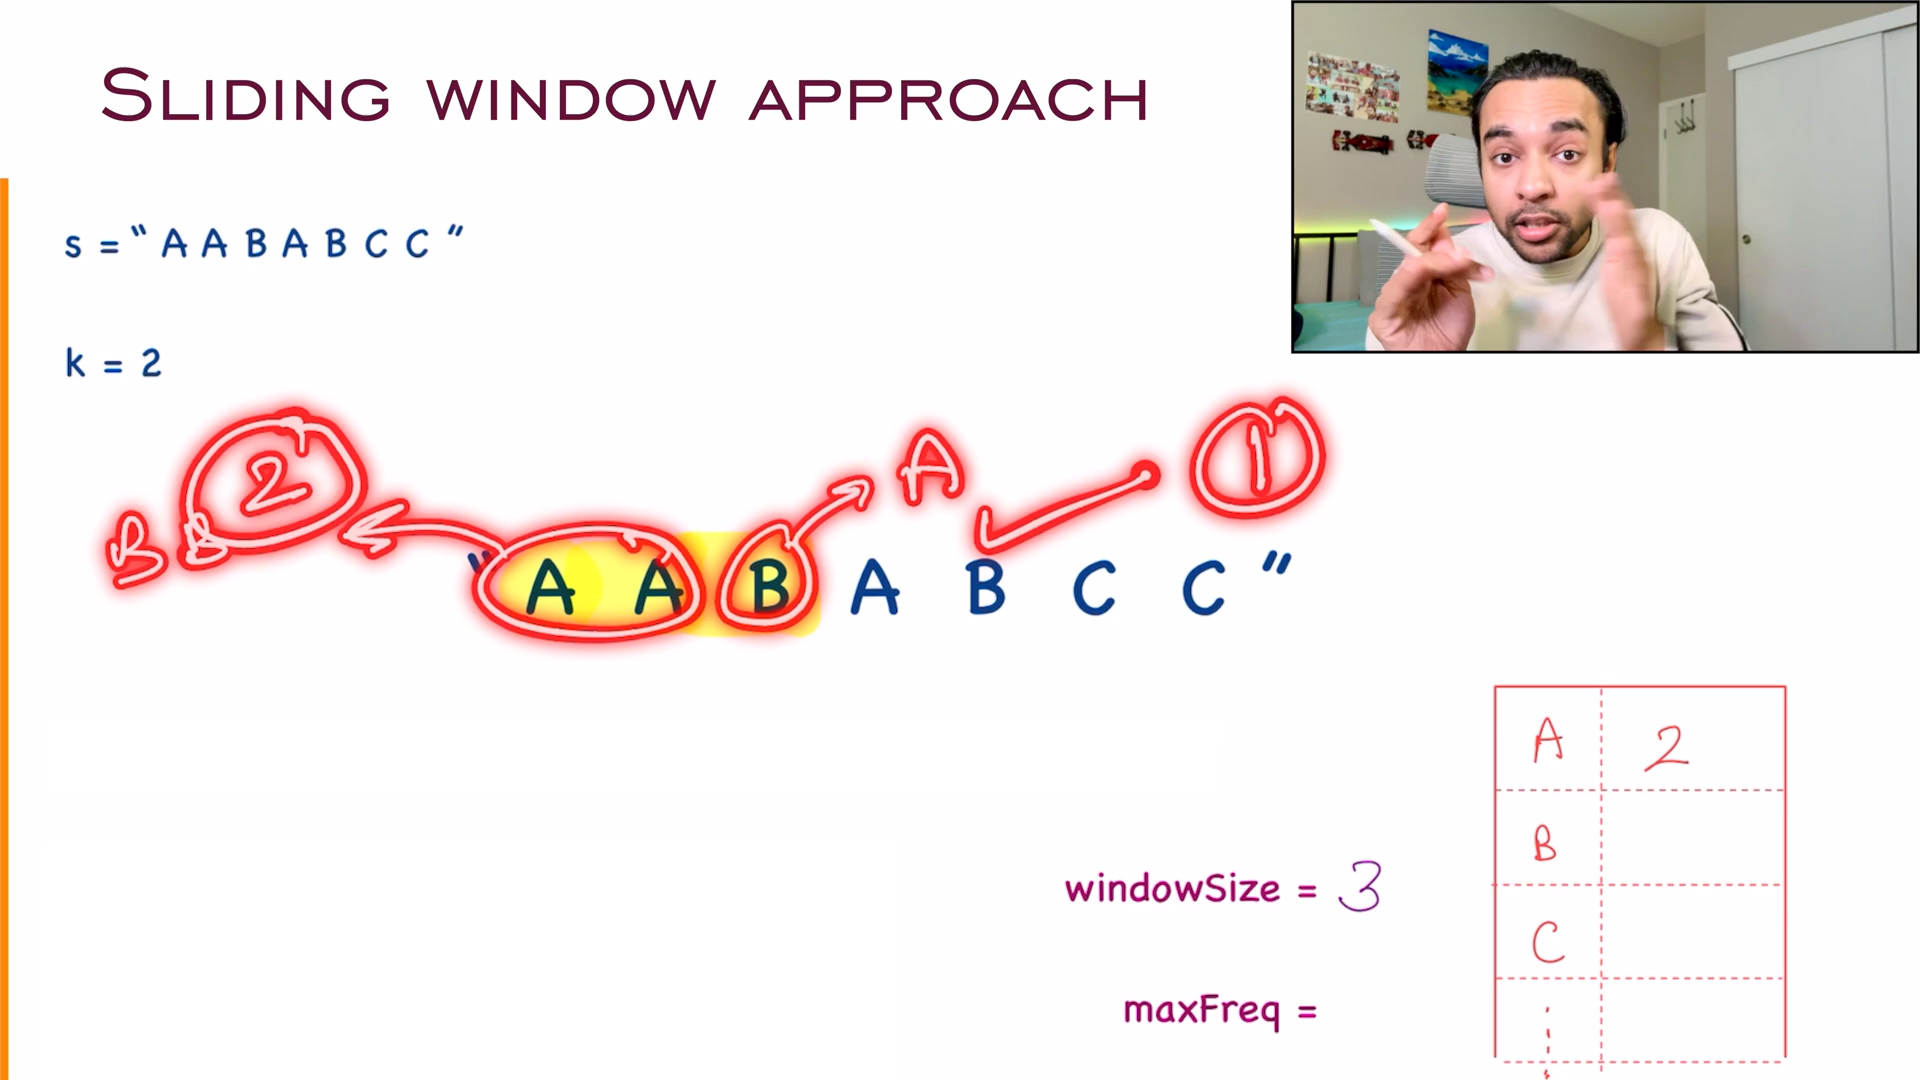 SLIDING WINDOW APPROACH
s = “ A A B A B C C ”
k = 2
2
A
1
B B
“ A A B A B C C ”
A 2
B
windowSize = 3
C
maxFreq =